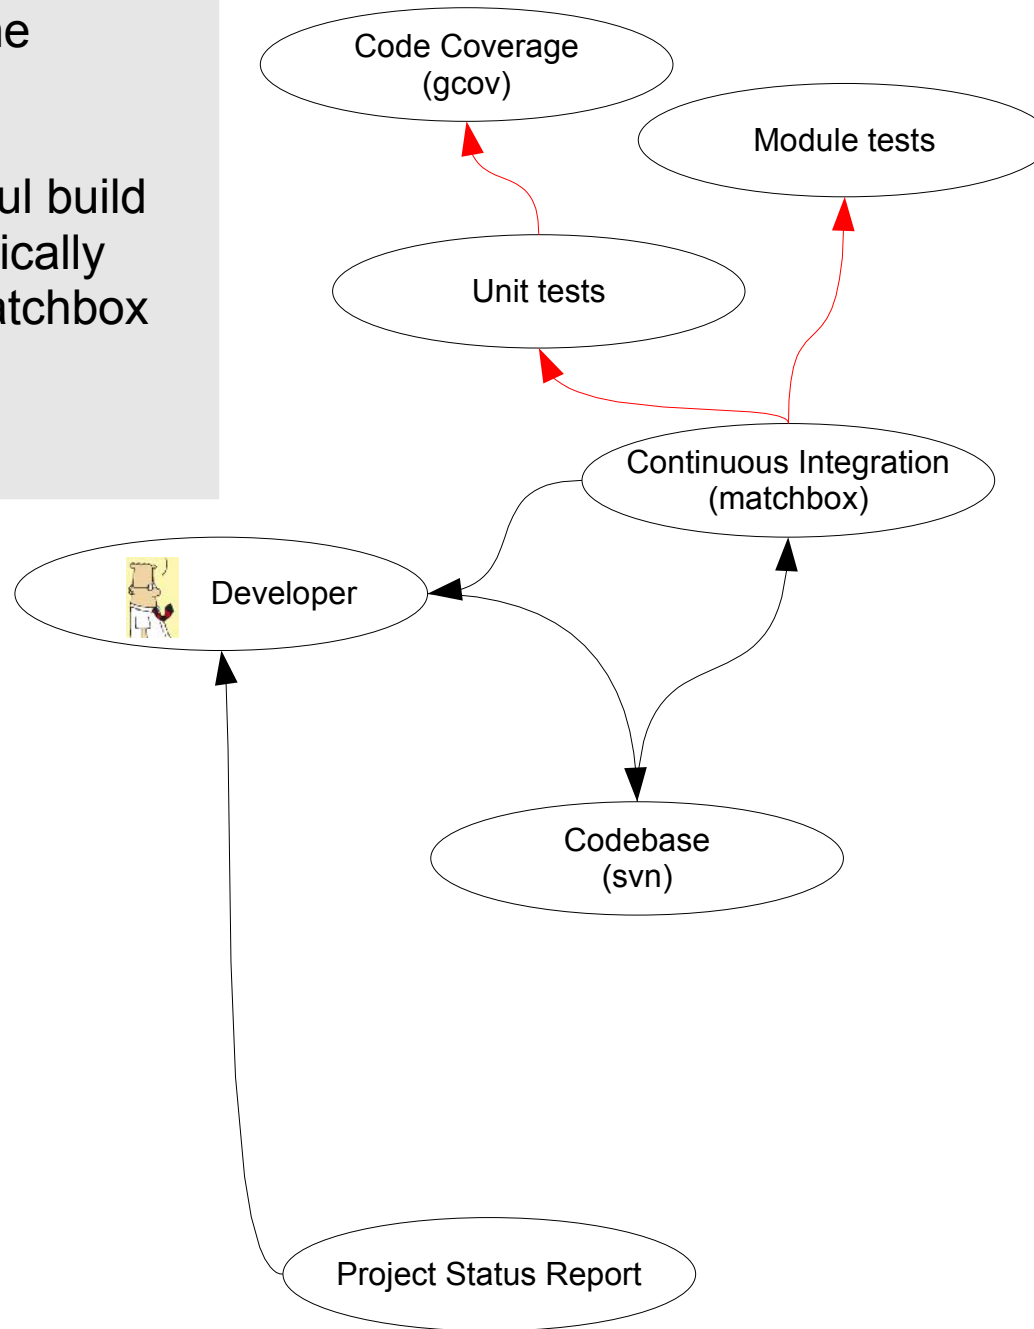 ne
ul build
ically
atchbox
Code Coverage
(gcov)
Module tests
Unit tests
Continuous Integration
(matchbox)
Developer
Codebase
(svn)
Project Status Report